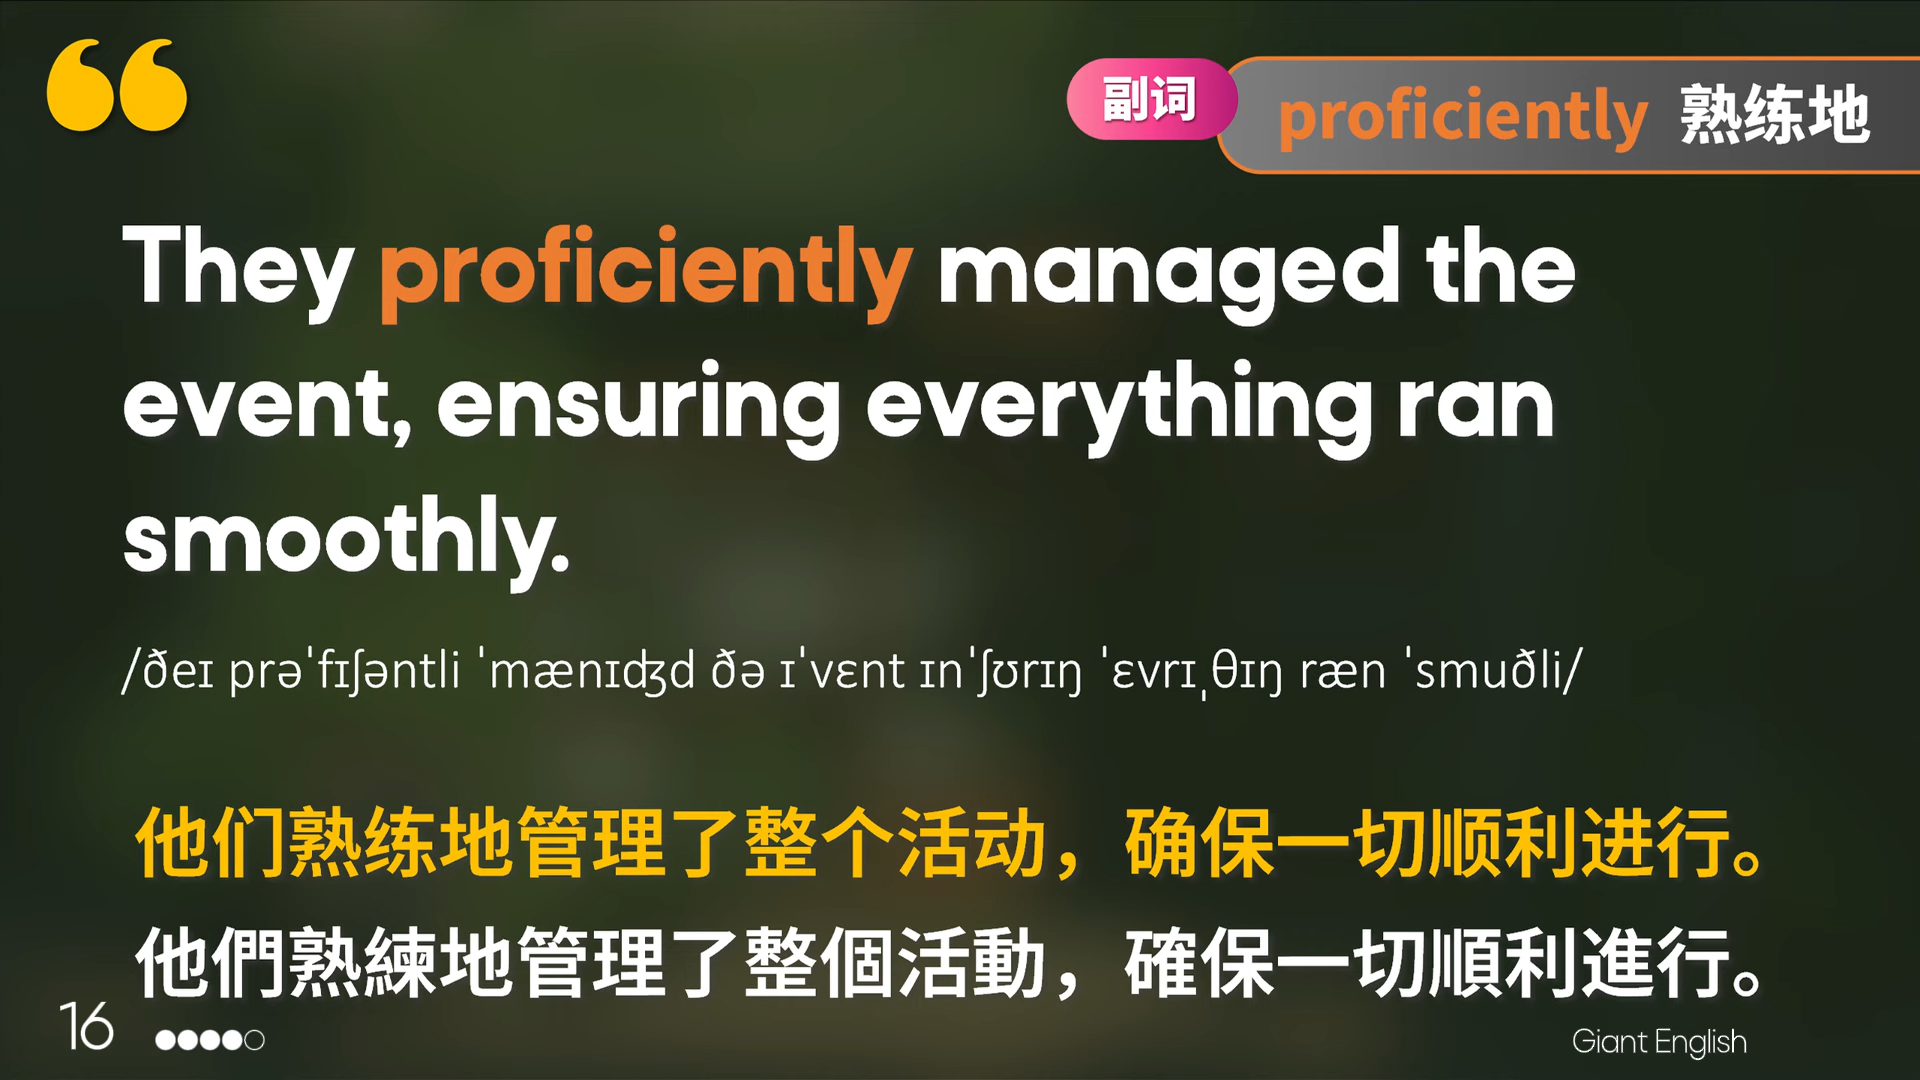 副词
proficiently 熟练地
They proficiently managed the
event, ensuring everything ran
smoothly.
/ðeɪ prəˈfɪʃəntli ˈmænɪʤd ðə ɪˈvɛnt ɪnˈʃʊrɪŋ ˈɛvrɪˌθɪŋ ræn ˈsmuðli/
他们熟练地管理了整个活动，确保一切顺利进行。
他們熟練地管理了整個活動，確保一切順利進行。
16
Giant English